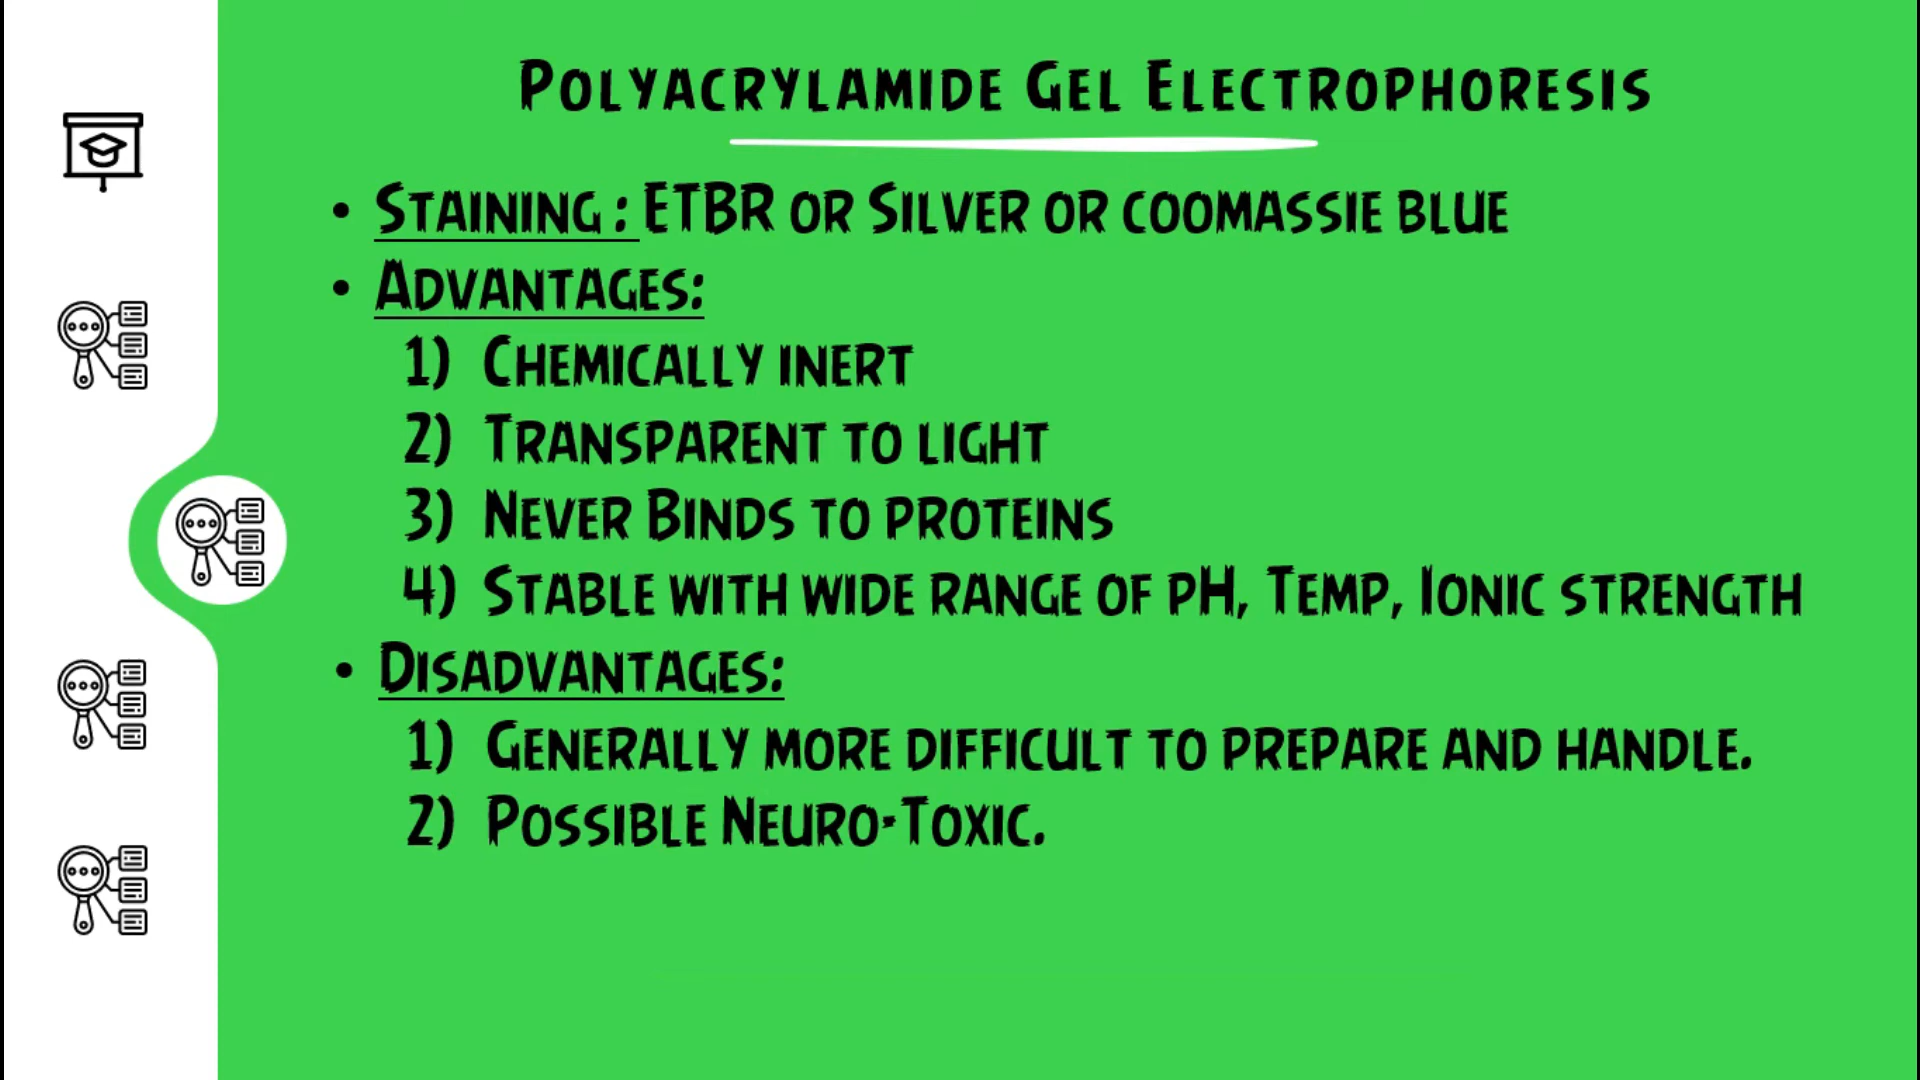 Polyacrylamide Gel Electrophoresis
• Staining : ETBR or Silver or coomassie blue
• Advantages:
1) Chemically inert
2) Transparent to light
3) Never Binds to proteins
4) Stable with wide range of pH, Temp, Ionic strength
• Disadvantages:
1) Generally more difficult to prepare and handle.
2) Possible Neuro-Toxic.